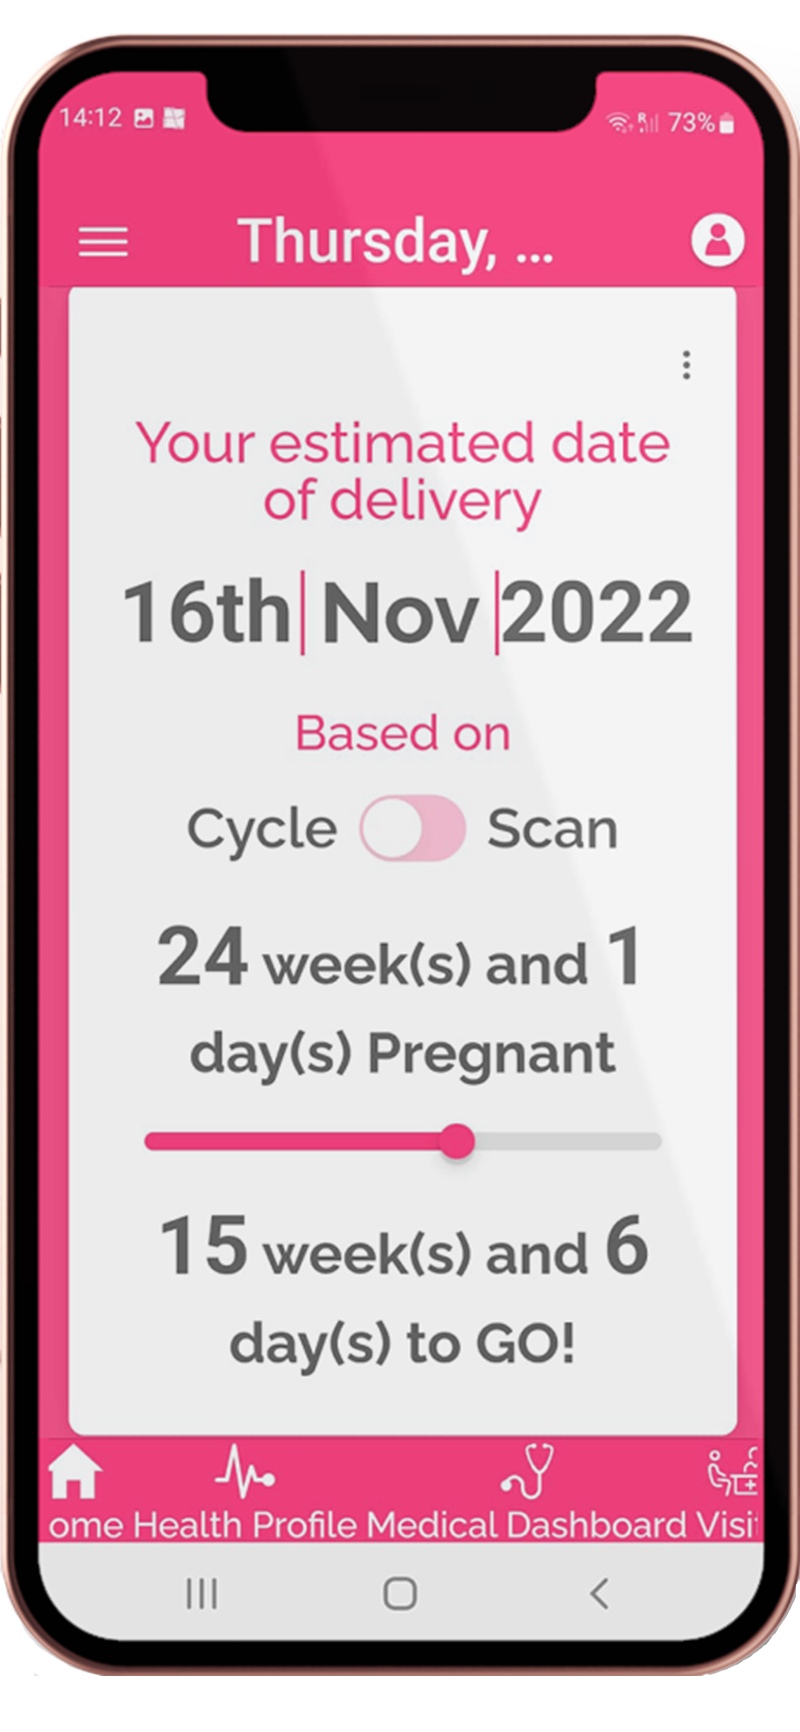 14:12 R 73%
Thursday, ...
Your estimated date
of delivery
16th Nov 2022
Based on
Cycle Scan
24 week(s) and 1
day(s) Pregnant
15 week(s) and 6
day(s) to GO!
ome Health Profile Medical Dashboard Visi